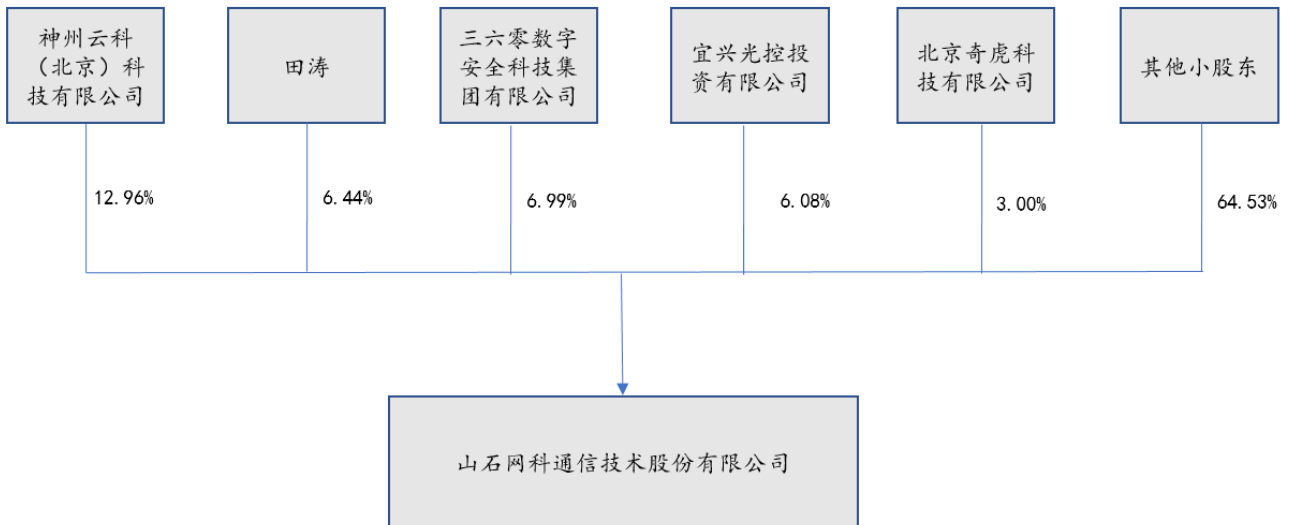 神州云科
（北京）科
技有限公司
田涛
三六零数字
安全科技集
团有限公司
宜兴光控投
资有限公司
北京奇虎科
技有限公司
其他小股东
12.96%
6.44%
6.99%
6.08%
3.00%
64.53%
山石网科通信技术股份有限公司